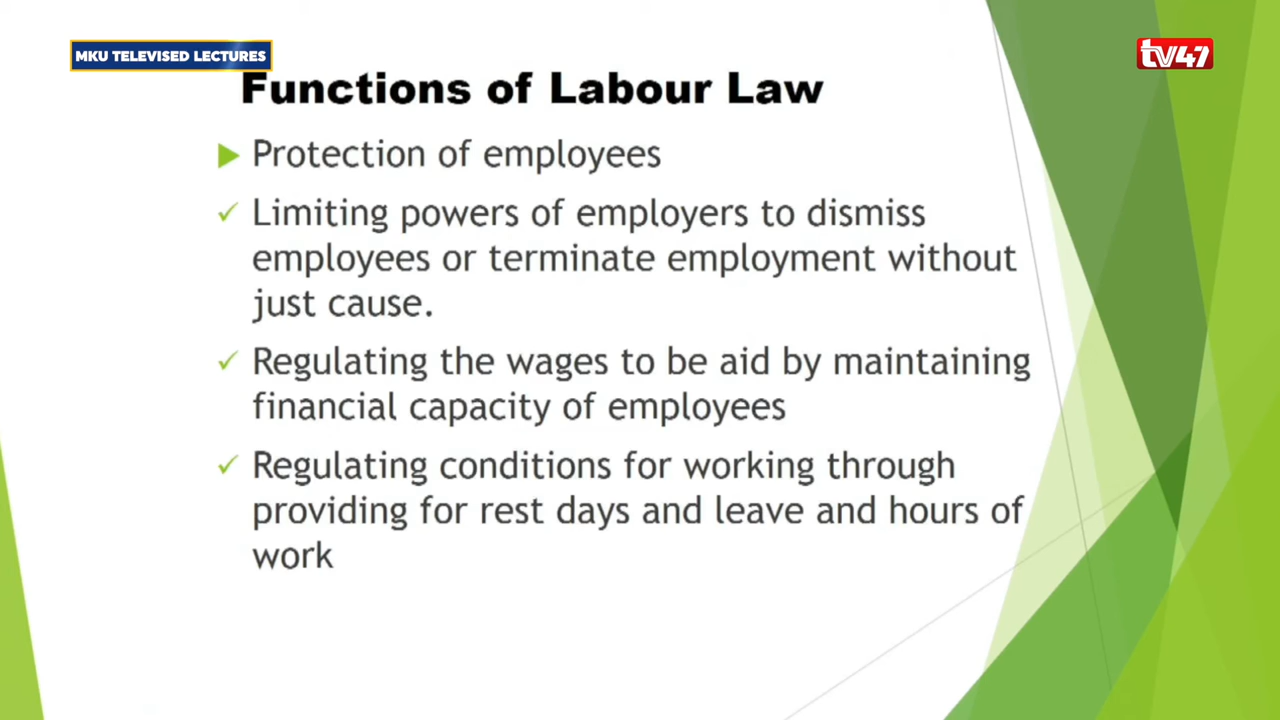 MKU TELEVISED LECTURES
tv47
Functions of Labour Law
Protection of employees
Limiting powers of employers to dismiss
employees or terminate employment without
just cause.
Regulating the wages to be aid by maintaining
financial capacity of employees
Regulating conditions for working through
providing for rest days and leave and hours of
work